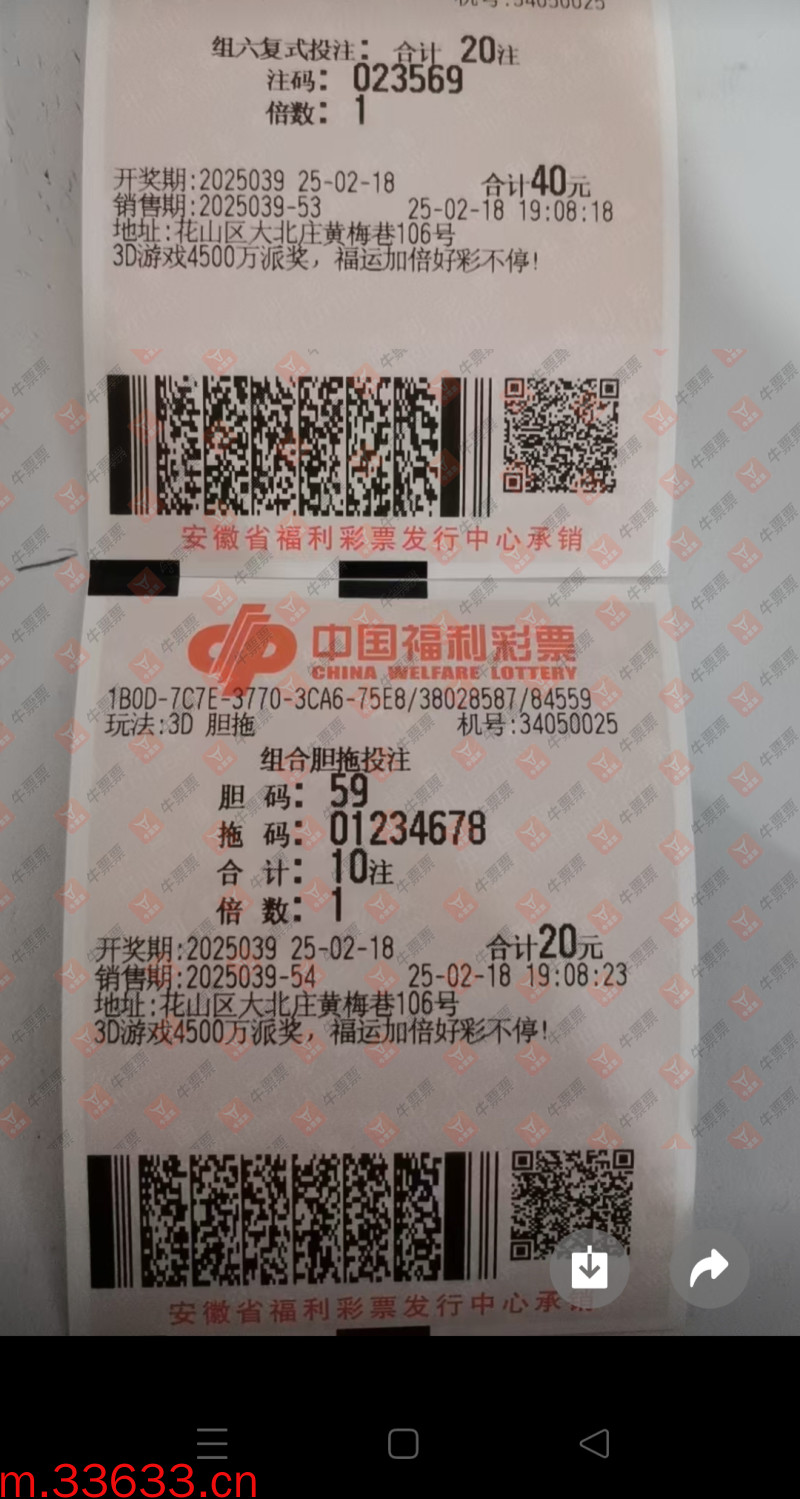 机号:34050025
组六复式投注: 合计 20注
注码: 023569
倍数: 1
开奖期:2025039 25-02-18 合计40元
销售期:2025039-53 25-02-18 19:08:18
地址:花山区大北庄黄梅巷106号
3D游戏4500万派奖，福运加倍好彩不停!
安徽省福利彩票发行中心承销
中国福利彩票
CHINA WELFARE LOTTERY
1B0D-7C7E-3770-3CA6-75E8/38028587/84559
玩法:3D 胆拖 机号:34050025
组合胆拖投注
胆 码: 59
拖 码: 01234678
合 计: 10注
倍 数: 1
开奖期:2025039 25-02-18 合计20元
销售期:2025039-54 25-02-18 19:08:23
地址:花山区大北庄黄梅巷106号
3D游戏4500万派奖，福运加倍好彩不停!
安徽省福利彩票发行中心承销
牛票票
m.33633.cn